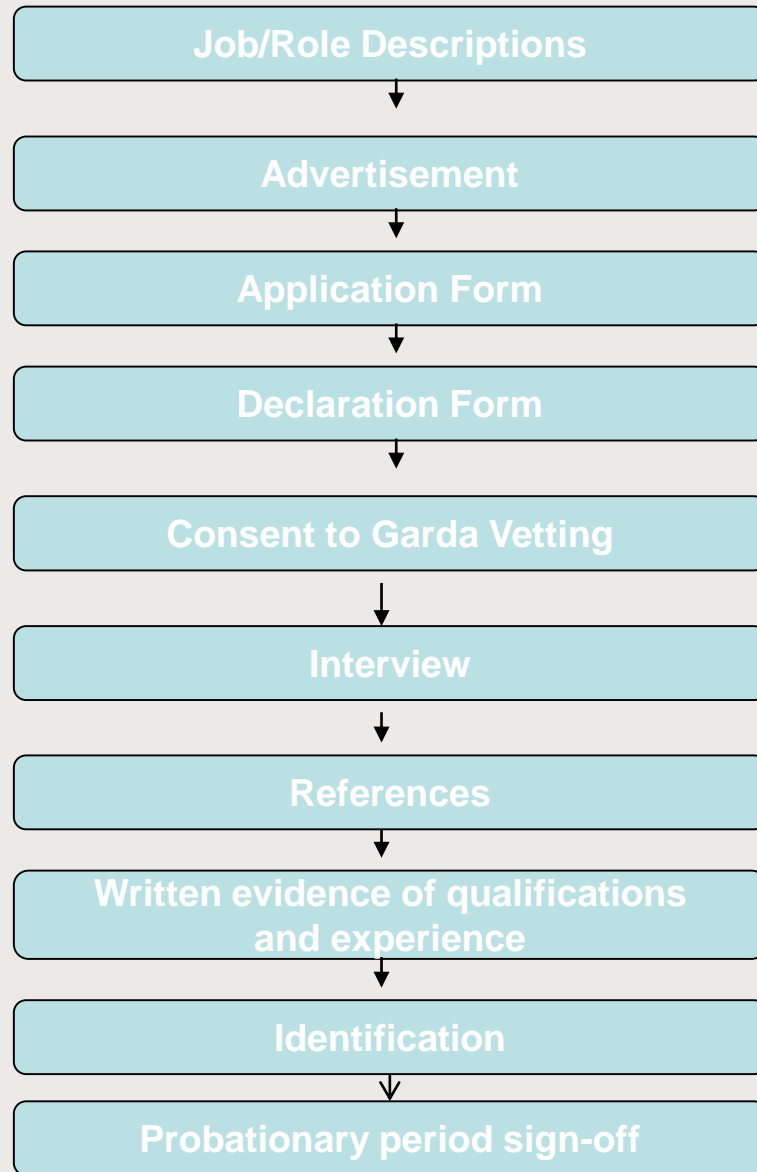 Job/Role Descriptions
Advertisement
Application Form
Declaration Form
Consent to Garda Vetting
Interview
References
Written evidence of qualifications
and experience
Identification
Probationary period sign-off